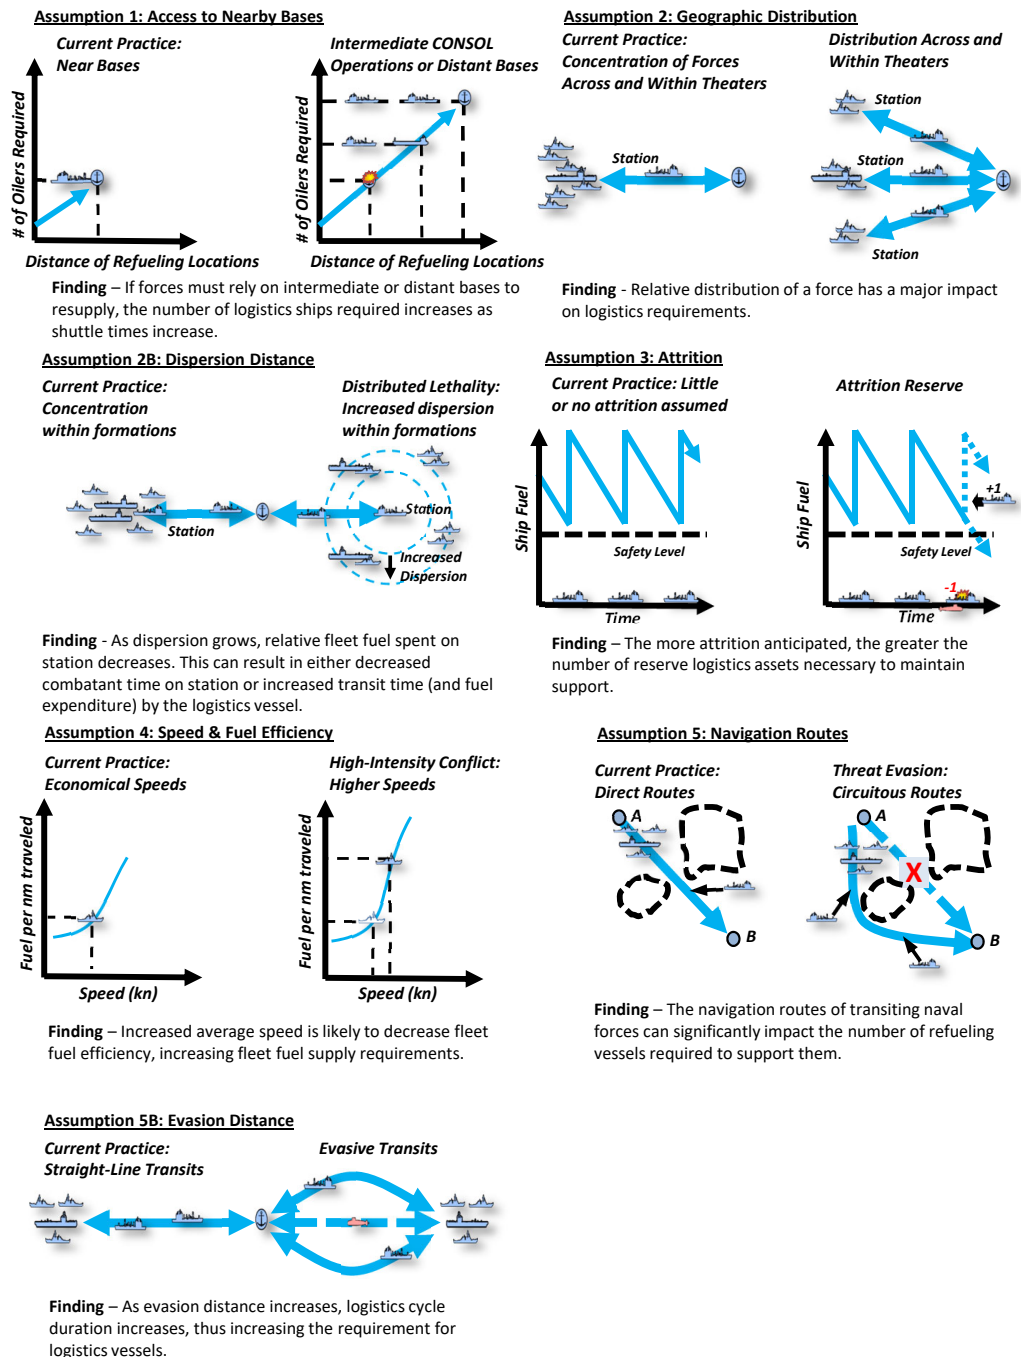 Assumption 1: Access to Nearby Bases
Current Practice:
Near Bases
# of Oilers Required
Distance of Refueling Locations
Intermediate CONSOL
Operations or Distant Bases
# of Oilers Required
Distance of Refueling Locations
Finding – If forces must rely on intermediate or distant bases to
resupply, the number of logistics ships required increases as
shuttle times increase.
Assumption 2: Geographic Distribution
Current Practice:
Concentration of Forces
Across and Within Theaters
Station
Distribution Across and
Within Theaters
Station
Station
Station
Finding - Relative distribution of a force has a major impact
on logistics requirements.
Assumption 2B: Dispersion Distance
Current Practice:
Concentration
within formations
Station
Distributed Lethality:
Increased dispersion
within formations
Station
Increased
Dispersion
Finding - As dispersion grows, relative fleet fuel spent on
station decreases. This can result in either decreased
combatant time on station or increased transit time (and fuel
expenditure) by the logistics vessel.
Assumption 3: Attrition
Current Practice: Little
or no attrition assumed
Ship Fuel
Safety Level
Time
Attrition Reserve
Ship Fuel
+1
Safety Level
-1
Time
Finding – The more attrition anticipated, the greater the
number of reserve logistics assets necessary to maintain
support.
Assumption 4: Speed & Fuel Efficiency
Current Practice:
Economical Speeds
Fuel per nm traveled
Speed (kn)
High-Intensity Conflict:
Higher Speeds
Fuel per nm traveled
Speed (kn)
Finding – Increased average speed is likely to decrease fleet
fuel efficiency, increasing fleet fuel supply requirements.
Assumption 5: Navigation Routes
Current Practice:
Direct Routes
A
B
Threat Evasion:
Circuitous Routes
A
X
B
Finding – The navigation routes of transiting naval
forces can significantly impact the number of refueling
vessels required to support them.
Assumption 5B: Evasion Distance
Current Practice:
Straight-Line Transits
Evasive Transits
Finding – As evasion distance increases, logistics cycle
duration increases, thus increasing the requirement for
logistics vessels.